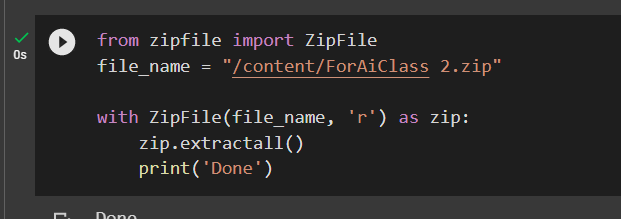 from zipfile import ZipFile
0s
file_name = "/content/ForAiClass 2.zip"
with ZipFile(file_name, 'r') as zip:
zip.extractall()
print('Done')
Done